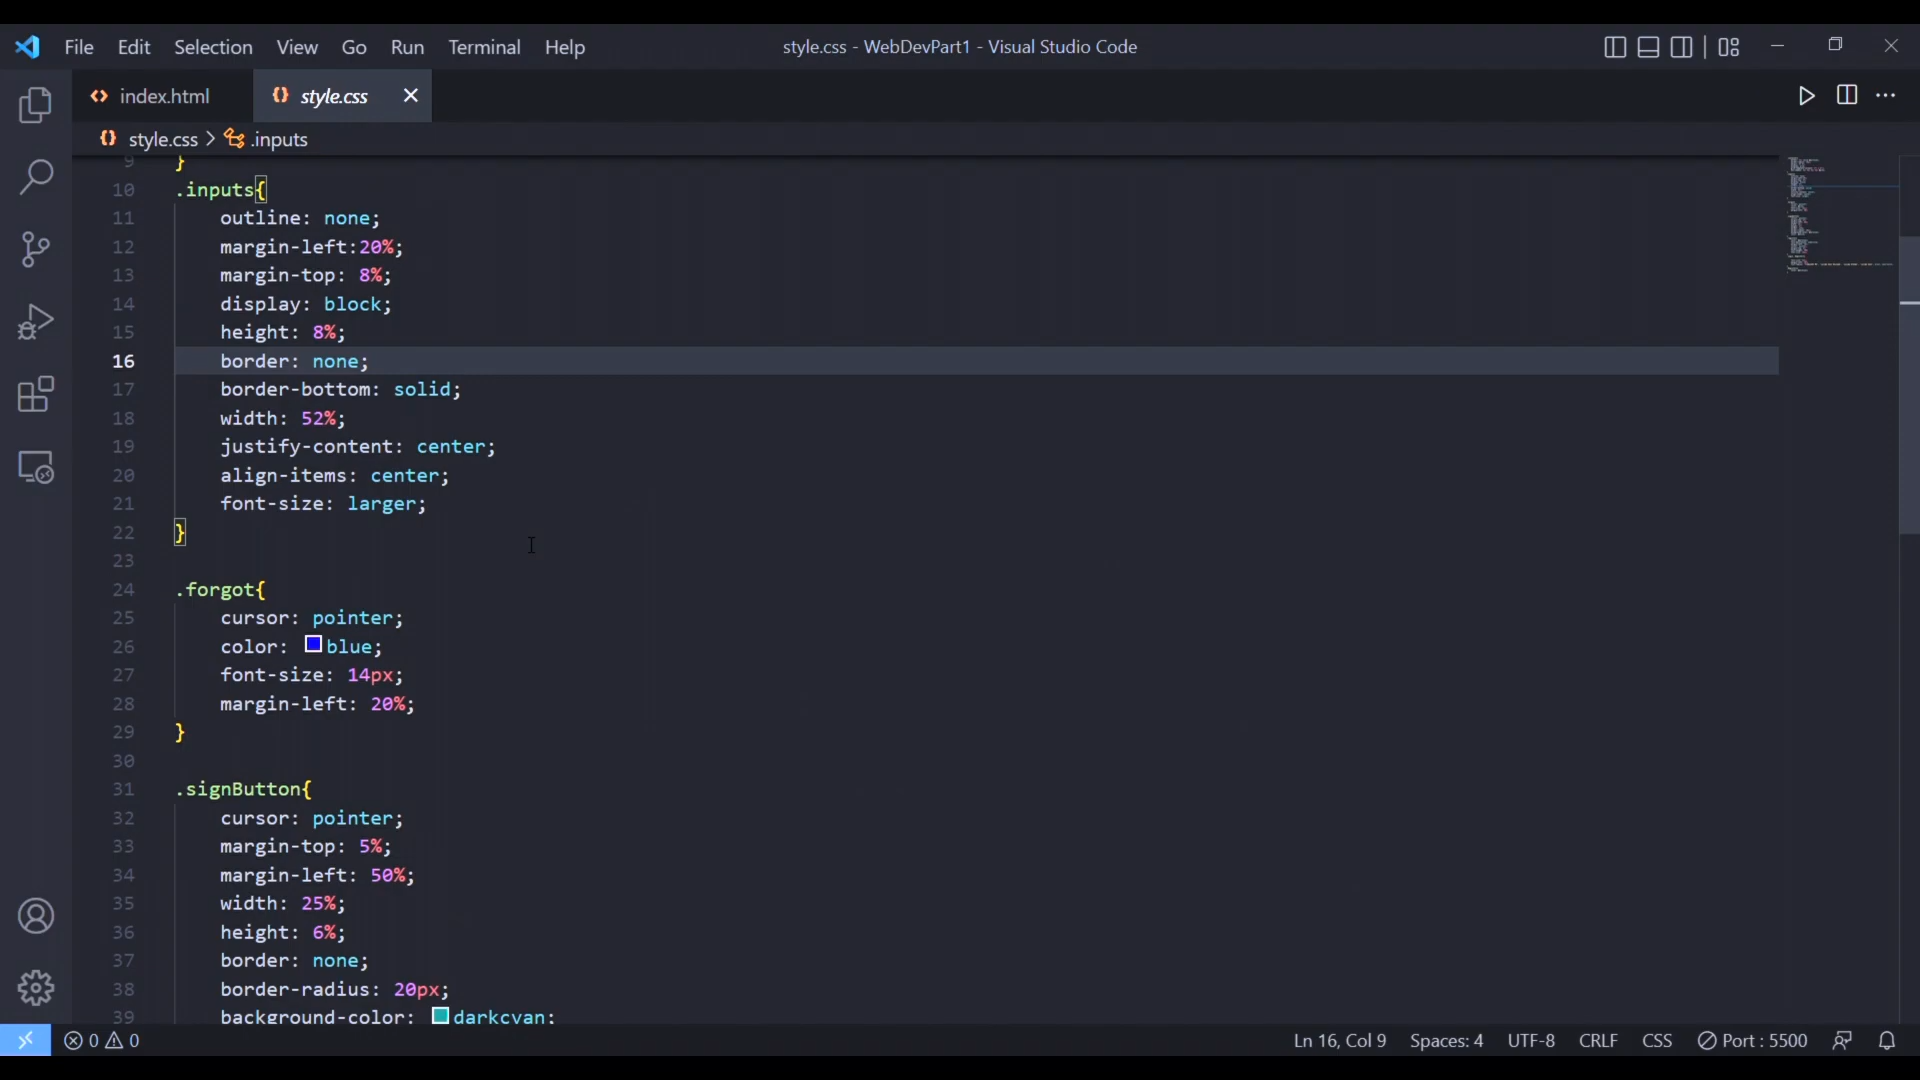 File Edit Selection View Go Run Terminal Help style.css - WebDevPart1 - Visual Studio Code
index.html style.css
style.css > .inputs
9 }
10 .inputs{
11 outline: none;
12 margin-left:20%;
13 margin-top: 8%;
14 display: block;
15 height: 8%;
16 border: none;
17 border-bottom: solid;
18 width: 52%;
19 justify-content: center;
20 align-items: center;
21 font-size: larger;
22 }
23
24 .forgot{
25 cursor: pointer;
26 color: blue;
27 font-size: 14px;
28 margin-left: 20%;
29 }
30
31 .signButton{
32 cursor: pointer;
33 margin-top: 5%;
34 margin-left: 50%;
35 width: 25%;
36 height: 6%;
37 border: none;
38 border-radius: 20px;
39 background-color: darkcyan;
0 0 Ln 16, Col 9 Spaces: 4 UTF-8 CRLF CSS Port : 5500